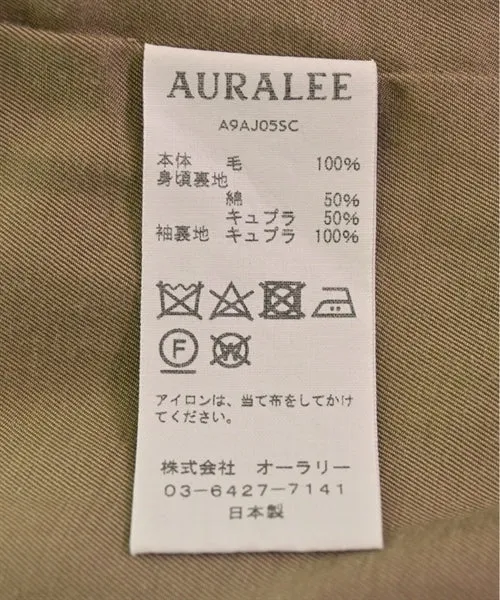 AURALEE
A9AJ05SC
本体 毛 100%
身頃裏地
綿 50%
キュプラ 50%
袖裏地 キュプラ 100%
F W
アイロンは、当て布をしてかけ
てください。
株式会社 オーラリー
03-6427-7141
日本製